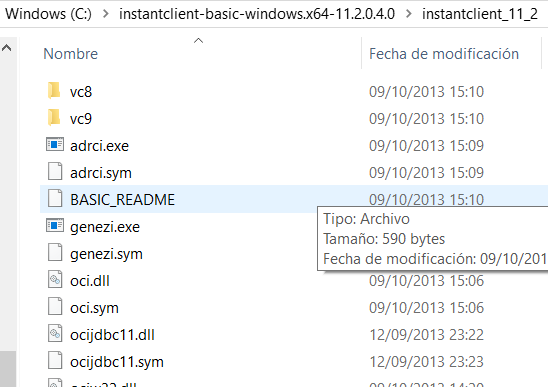 Windows (C:) > instantclient-basic-windows.x64-11.2.0.4.0 > instantclient_11_2
Nombre Fecha de modificación
vc8 09/10/2013 15:10
vc9 09/10/2013 15:10
adrci.exe 09/10/2013 15:09
adrci.sym 09/10/2013 15:09
BASIC_README 09/10/2013 15:10
genezi.exe
Tipo: Archivo
Tamaño: 590 bytes
Fecha de modificación: 09/10/201
genezi.sym
oci.dll 09/10/2013 15:06
oci.sym 09/10/2013 15:06
ocijdbc11.dll 12/09/2013 23:22
ocijdbc11.sym 12/09/2013 23:23